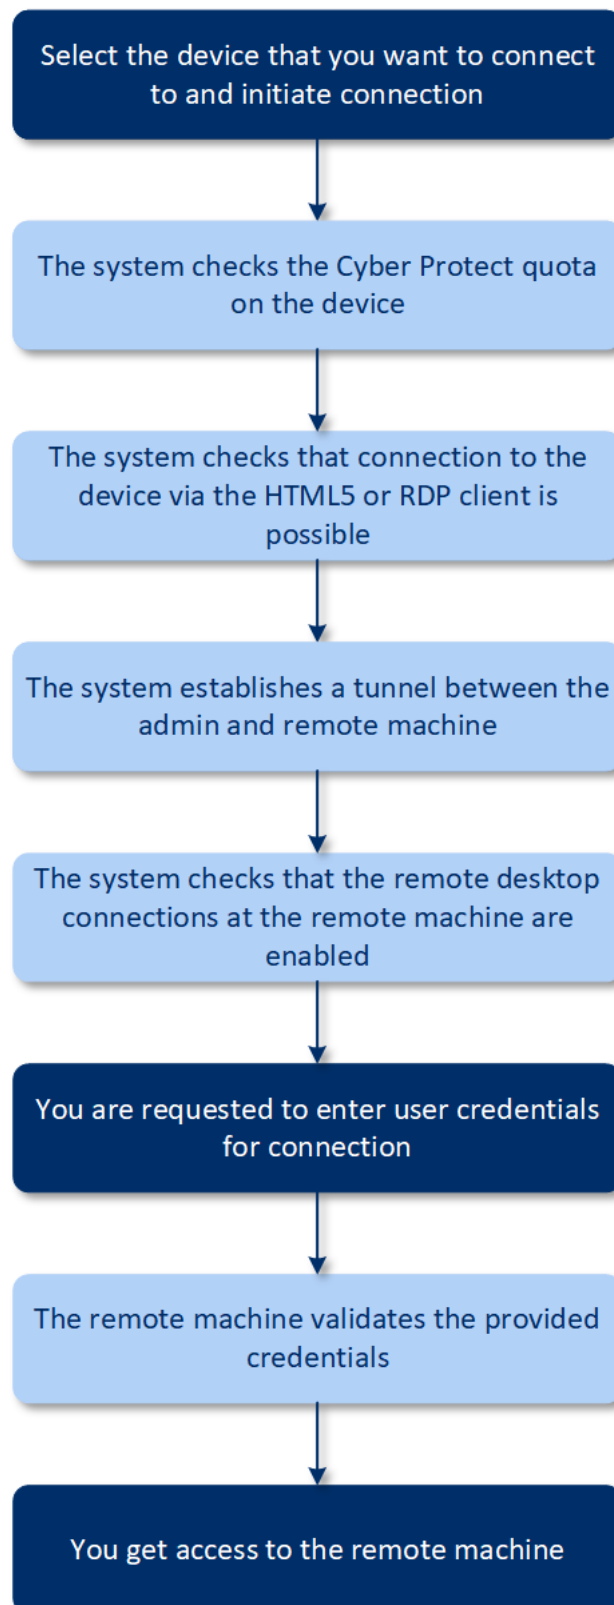 Select the device that you want to connect
to and initiate connection
The system checks the Cyber Protect quota
on the device
The system checks that connection to the
device via the HTML5 or RDP client is
possible
The system establishes a tunnel between the
admin and remote machine
The system checks that the remote desktop
connections at the remote machine are
enabled
You are requested to enter user credentials
for connection
The remote machine validates the provided
credentials
You get access to the remote machine